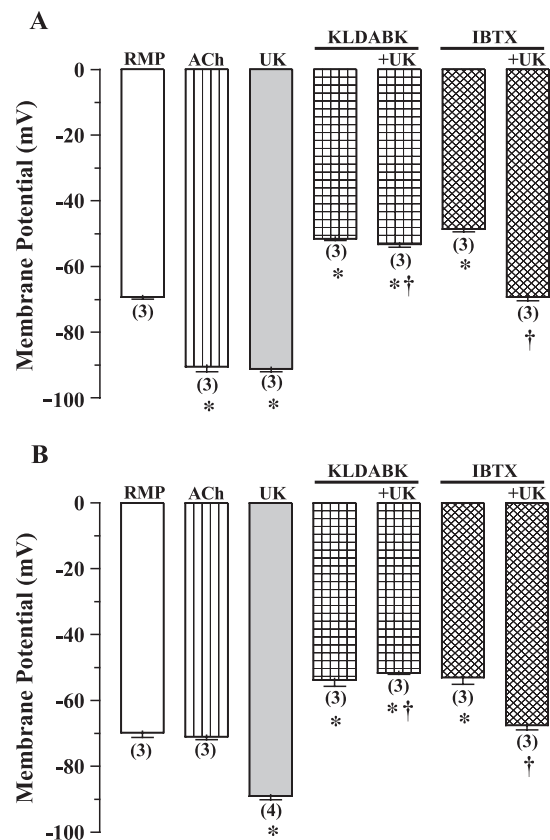 A
KLDABK IBTX
RMP ACh UK +UK +UK
0
-20
-40
-60
-80
-100
Membrane Potential (mV)
(3) (3) (3) (3) (3) (3) (3)
* * * *† * †
B
KLDABK IBTX
RMP ACh UK +UK +UK
0
-20
-40
-60
-80
-100
Membrane Potential (mV)
(3) (3) (4) (3) (3) (3) (3)
* * *† * †